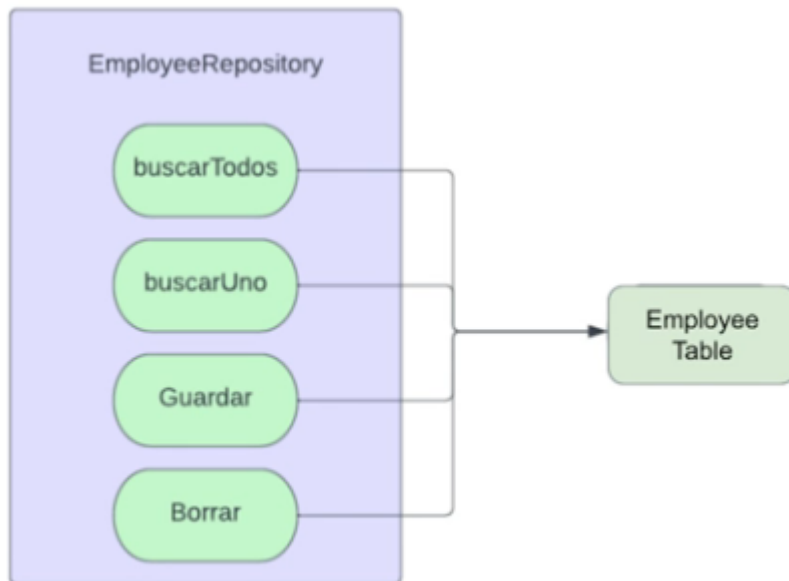 EmployeeRepository
buscarTodos
buscarUno
Guardar
Borrar
Employee
Table